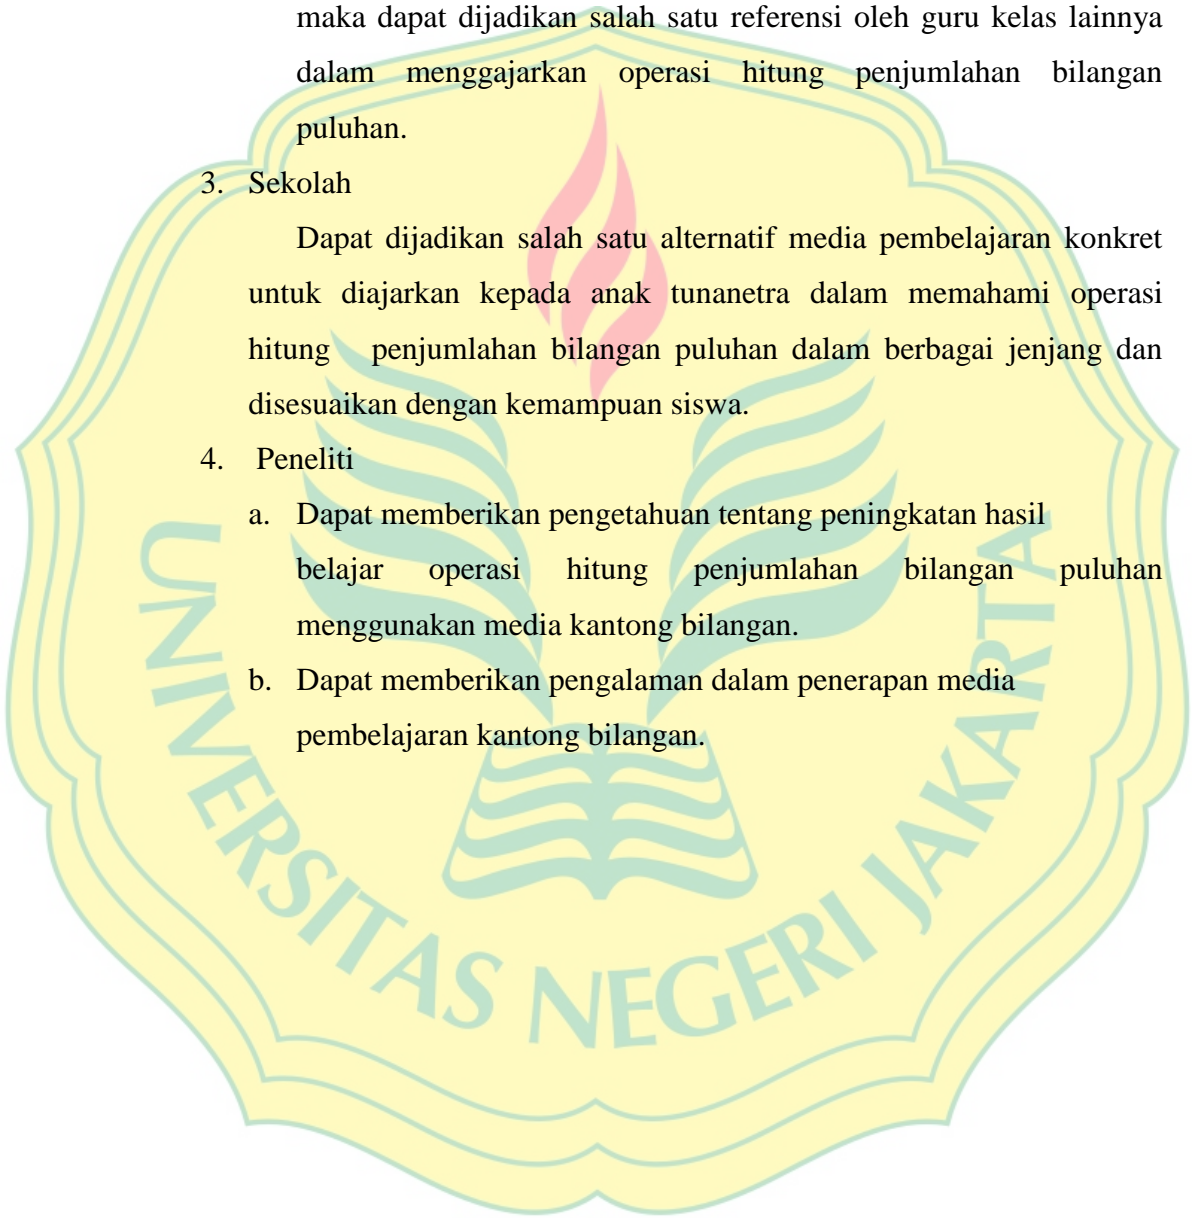 maka dapat dijadikan salah satu referensi oleh guru kelas lainnya
dalam menggajarkan operasi hitung penjumlahan bilangan
puluhan.
3. Sekolah
Dapat dijadikan salah satu alternatif media pembelajaran konkret
untuk diajarkan kepada anak tunanetra dalam memahami operasi
hitung penjumlahan bilangan puluhan dalam berbagai jenjang dan
disesuaikan dengan kemampuan siswa.
4. Peneliti
a. Dapat memberikan pengetahuan tentang peningkatan hasil
belajar operasi hitung penjumlahan bilangan puluhan
menggunakan media kantong bilangan.
b. Dapat memberikan pengalaman dalam penerapan media
pembelajaran kantong bilangan.
UNIVERSITAS NEGERI JAKARTA